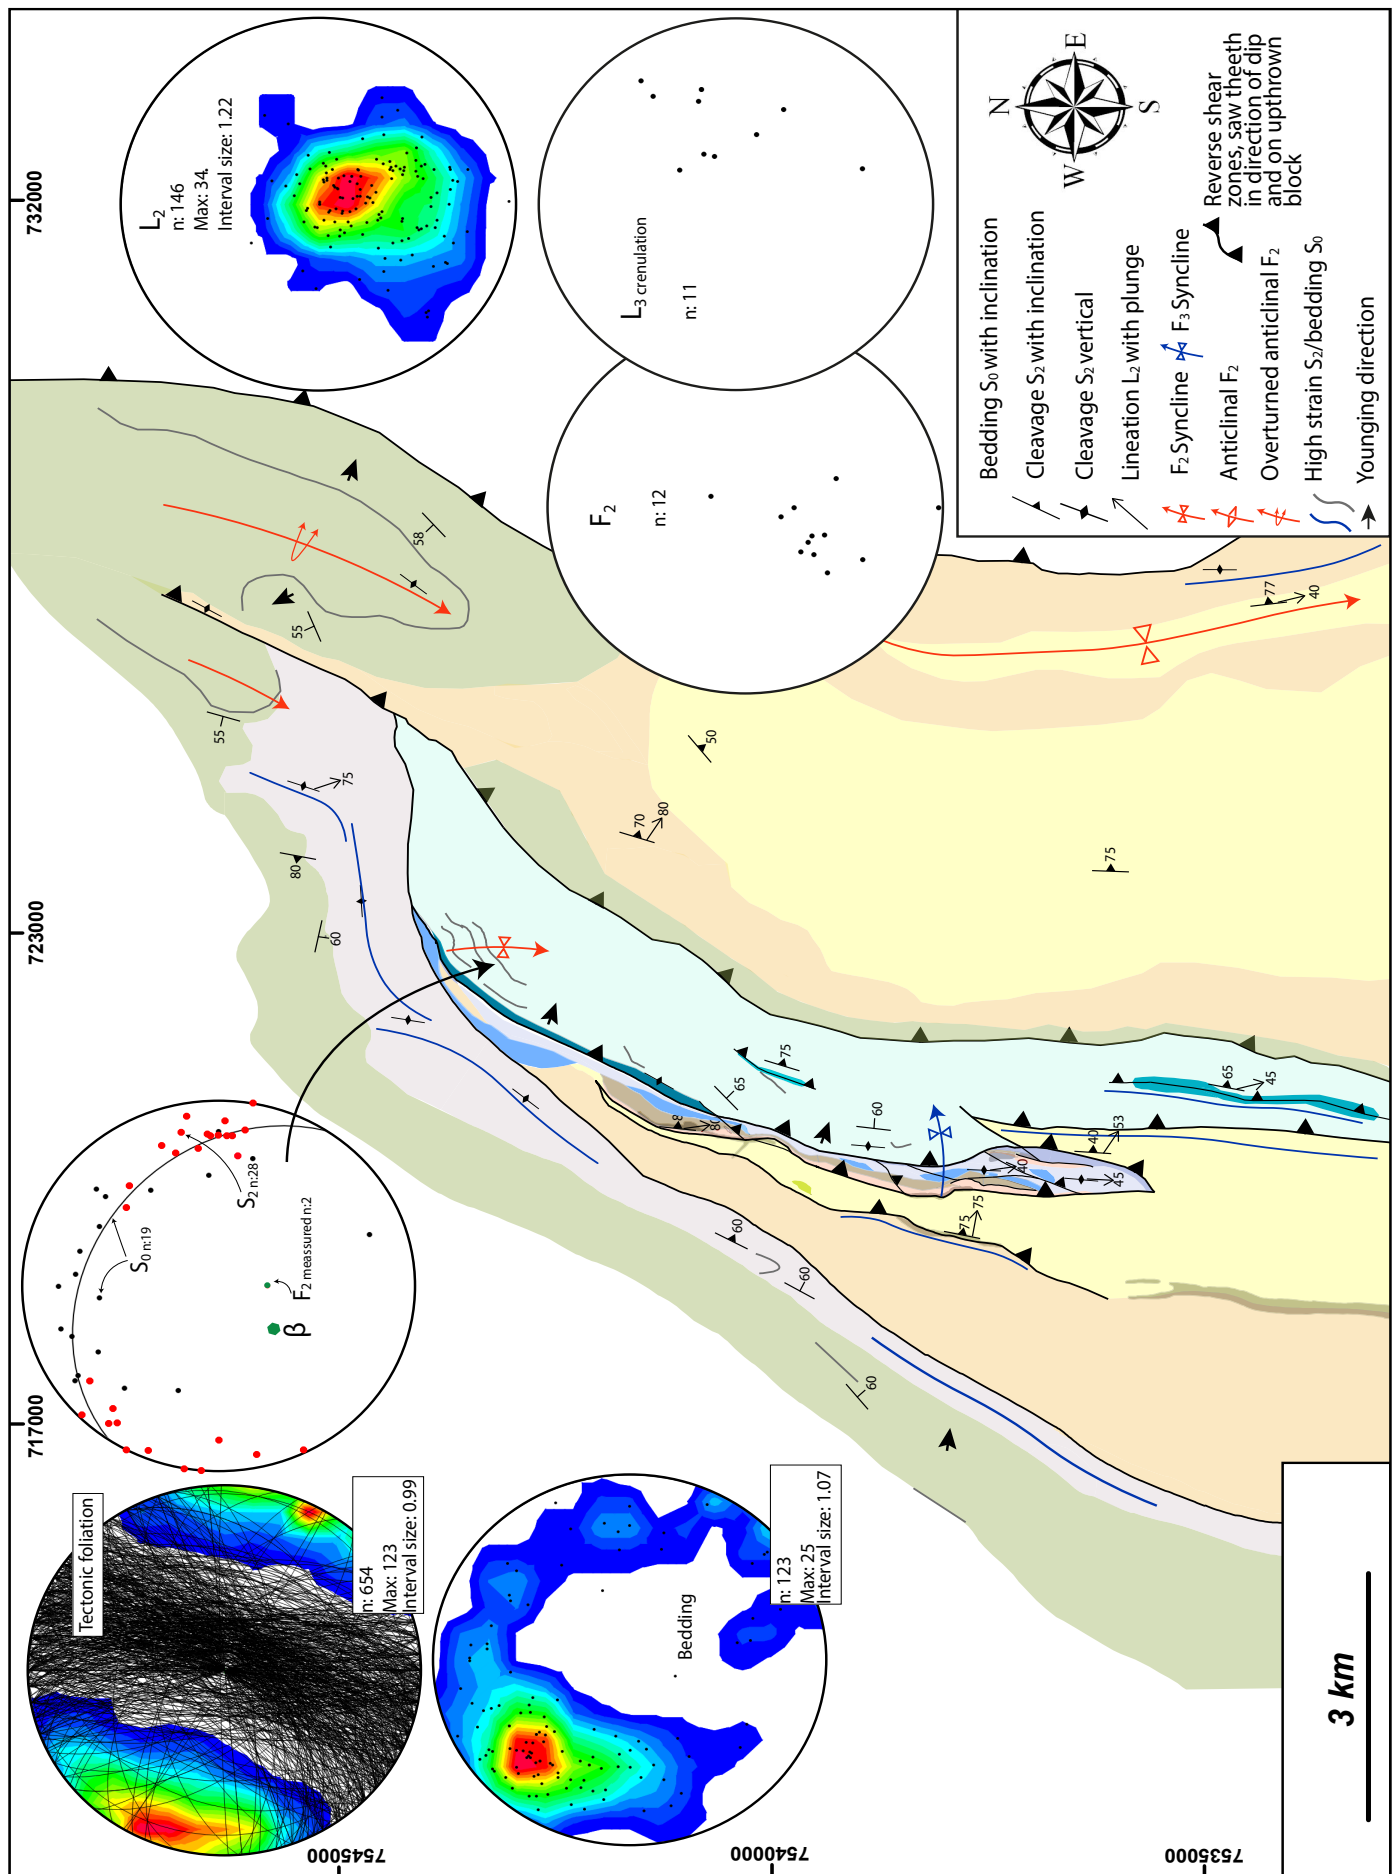 732000
723000
717000
7545000
7540000
7535000
L2
n: 146
Max: 34.
Interval size: 1.22
L3 crenulation
n: 11
F2
n: 12
S2 n:28
S0 n:19
F2 meassured n:2
β
Tectonic foliation
n: 654
Max: 123
Interval size: 0.99
Bedding
n: 123
Max: 25
Interval size: 1.07
58
55
55
75
80
60
50
70
80
75
77
40
75
65
60
65
45
40
53
40
45
75
75
60
60
60
N
E
S
W
Bedding S0 with inclination
Cleavage S2 with inclination
Cleavage S2 vertical
Lineation L2 with plunge
F2 Syncline
F3 Syncline
Anticlinal F2
Overturned anticlinal F2
High strain S2/bedding S0
Younging direction
Reverse shear
zones, saw theeth
in direction of dip
and on upthrown
block
3 km